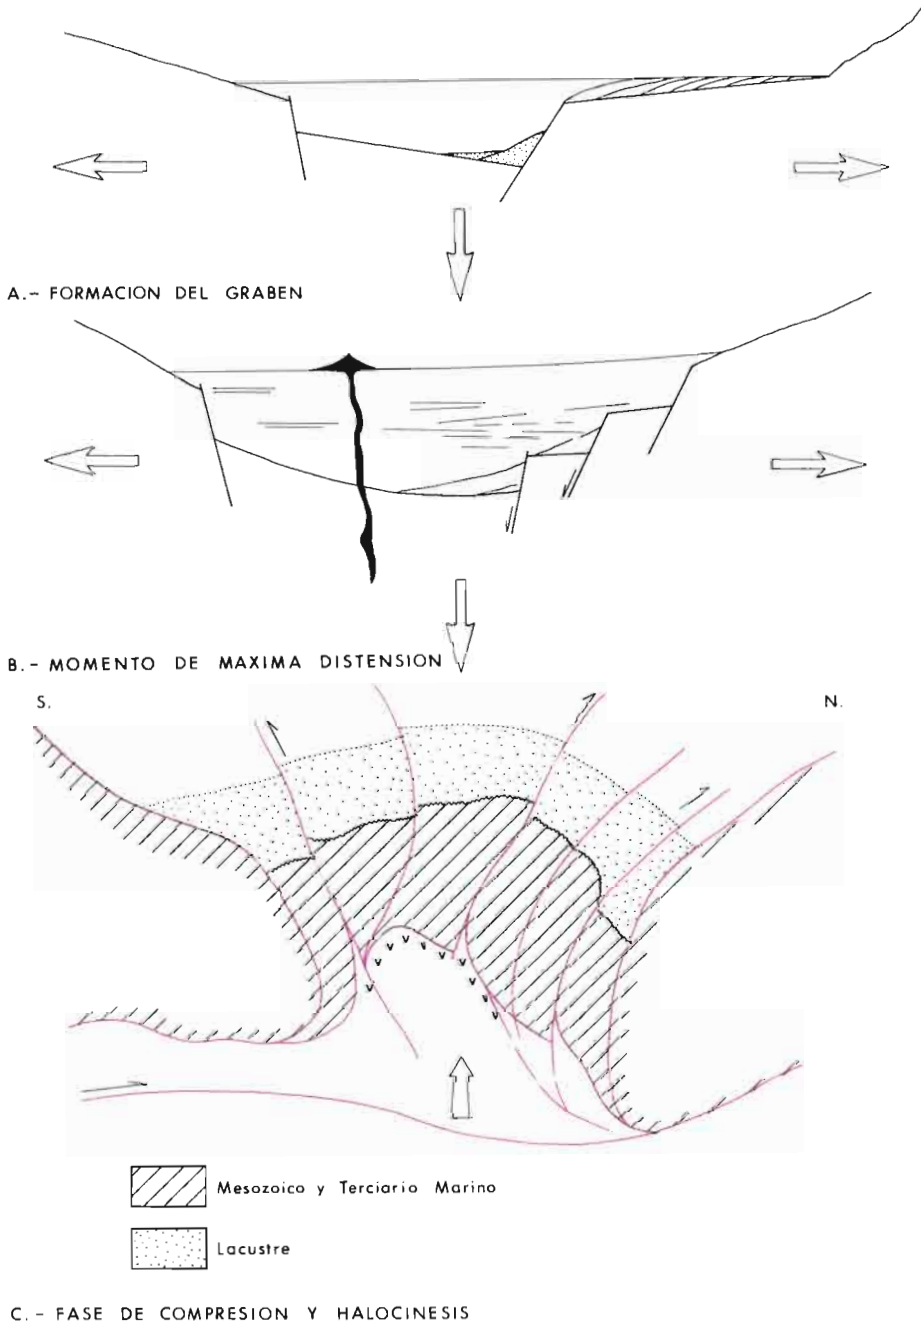 A.- FORMACION DEL GRABEN
B.- MOMENTO DE MAXIMA DISTENSION
S. N.
Mesozoico y Terciario Marino
Lacustre
C.- FASE DE COMPRESION Y HALOCINESIS